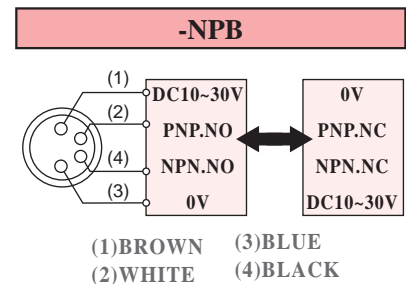 -NPB
(1) DC10~30V 0V
(2) PNP.NO PNP.NC
(4) NPN.NO NPN.NC
(3) 0V DC10~30V
(1)BROWN (3)BLUE
(2)WHITE (4)BLACK